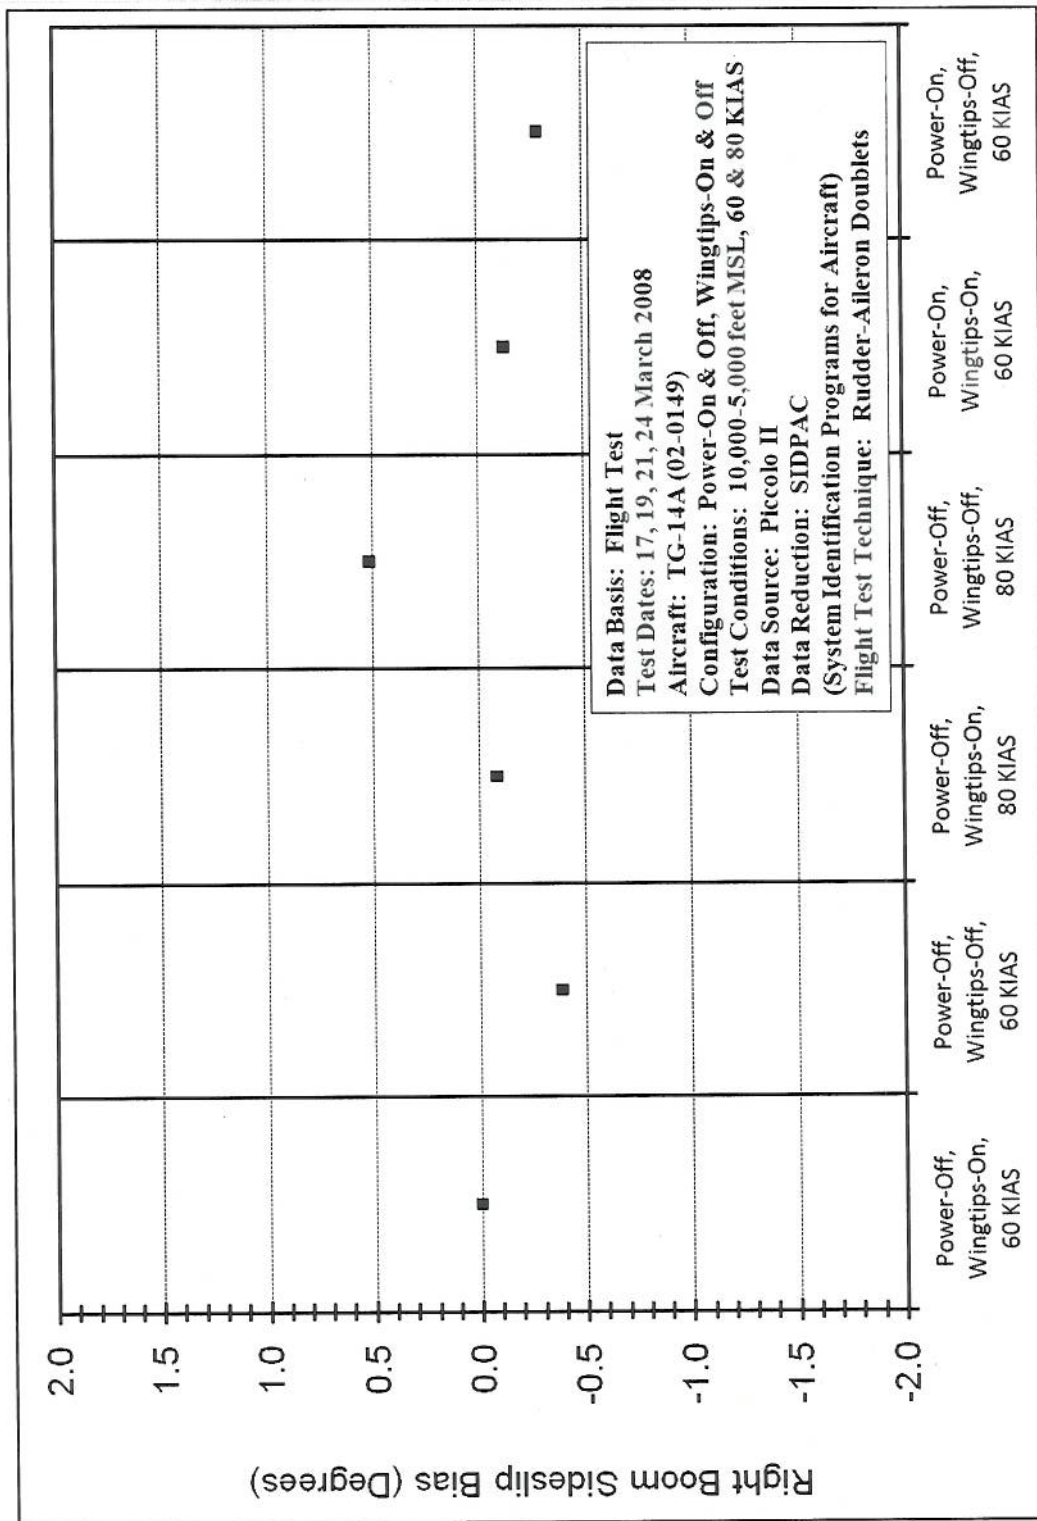 Right Boom Sideslip Bias (Degrees)
2.0
1.5
1.0
0.5
0.0
-0.5
-1.0
-1.5
-2.0
Power-Off,
Wingtips-On,
60 KIAS
Power-Off,
Wingtips-Off,
60 KIAS
Power-Off,
Wingtips-On,
80 KIAS
Power-Off,
Wingtips-Off,
80 KIAS
Power-On,
Wingtips-On,
60 KIAS
Power-On,
Wingtips-Off,
60 KIAS
Data Basis: Flight Test
Test Dates: 17, 19, 21, 24 March 2008
Aircraft: TG-14A (02-0149)
Configuration: Power-On & Off, Wingtips-On & Off
Test Conditions: 10,000-5,000 feet MSL, 60 & 80 KIAS
Data Source: Piccolo II
Data Reduction: SIDPAC
(System Identification Programs for Aircraft)
Flight Test Technique: Rudder-Aileron Doublets